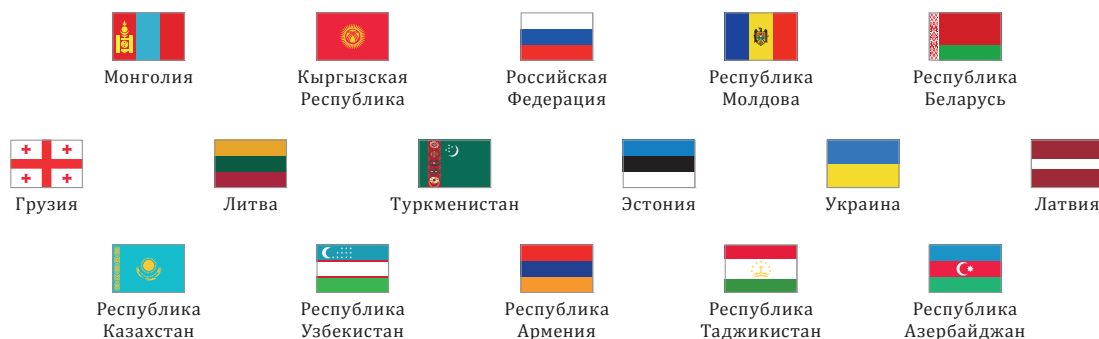 Монголия
Кыргызская
Республика
Российская
Федерация
Республика
Молдова
Республика
Беларусь
Грузия
Литва
Туркменистан
Эстония
Украина
Латвия
Республика
Казахстан
Республика
Узбекистан
Республика
Армения
Республика
Таджикистан
Республика
Азербайджан